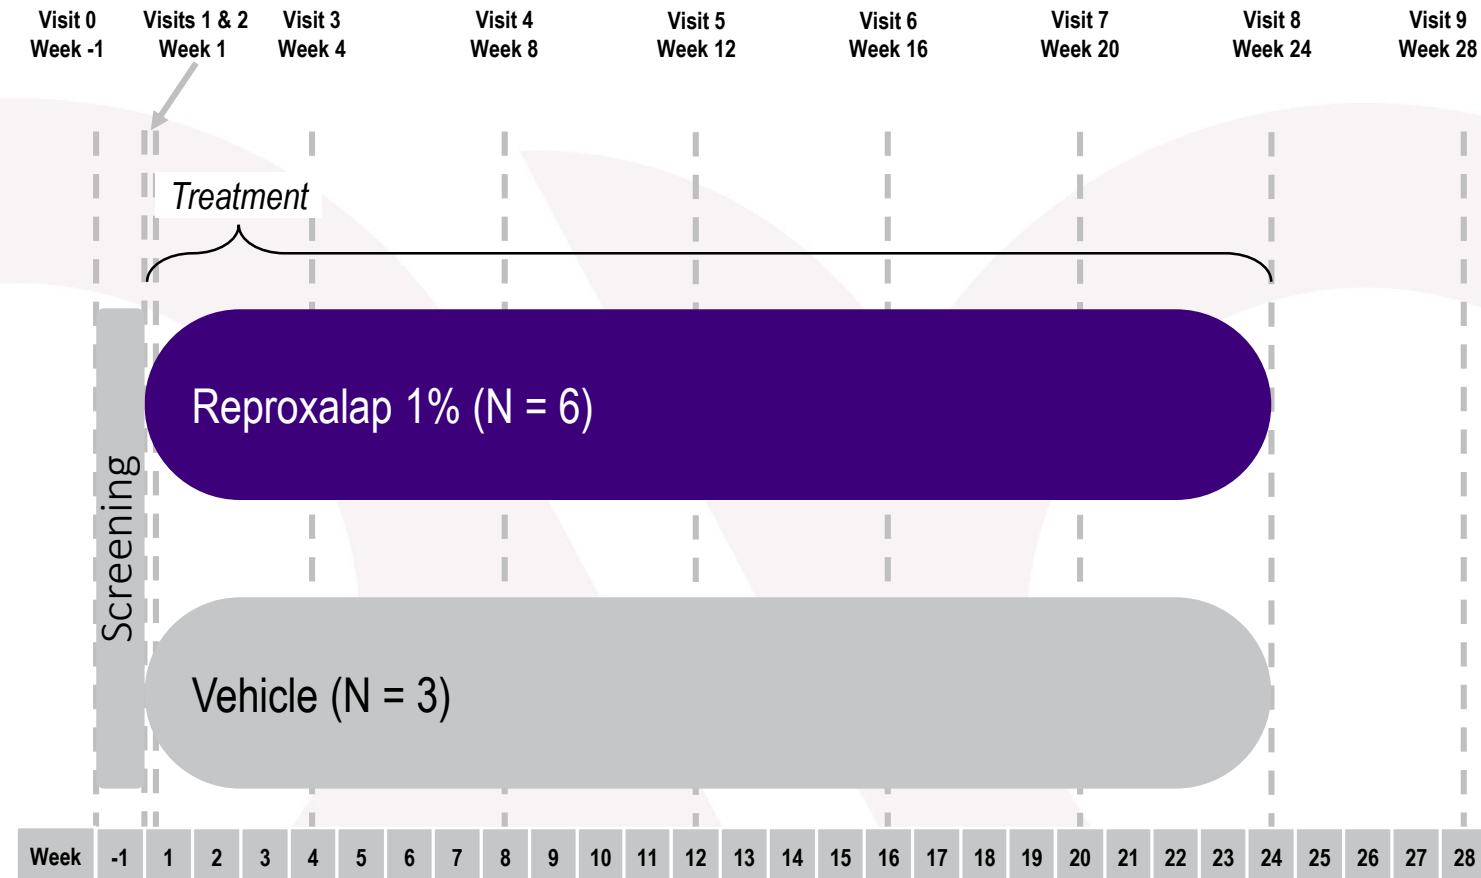 Visit 0
Week -1
Visits 1 & 2
Week 1
Visit 3
Week 4
Visit 4
Week 8
Visit 5
Week 12
Visit 6
Week 16
Visit 7
Week 20
Visit 8
Week 24
Visit 9
Week 28
Treatment
Screening
Reproxalap 1% (N = 6)
Vehicle (N = 3)
Week -1 1 2 3 4 5 6 7 8 9 10 11 12 13 14 15 16 17 18 19 20 21 22 23 24 25 26 27 28